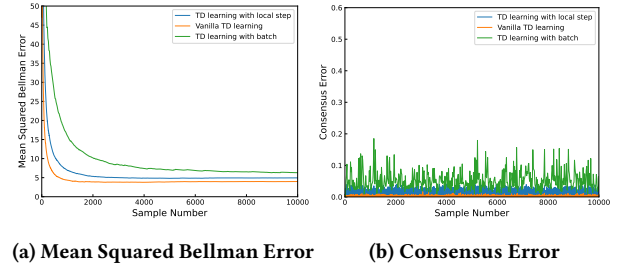 50
45
40
35
30
25
20
15
10
5
0
Mean Squared Bellman Error
TD learning with local step
Vanilla TD learning
TD learning with batch
0 2000 4000 6000 8000 10000
Sample Number
(a) Mean Squared Bellman Error
0.6
0.5
0.4
0.3
0.2
0.1
0.0
Consensus Error
TD learning with local step
Vanilla TD learning
TD learning with batch
0 2000 4000 6000 8000 10000
Sample Number
(b) Consensus Error